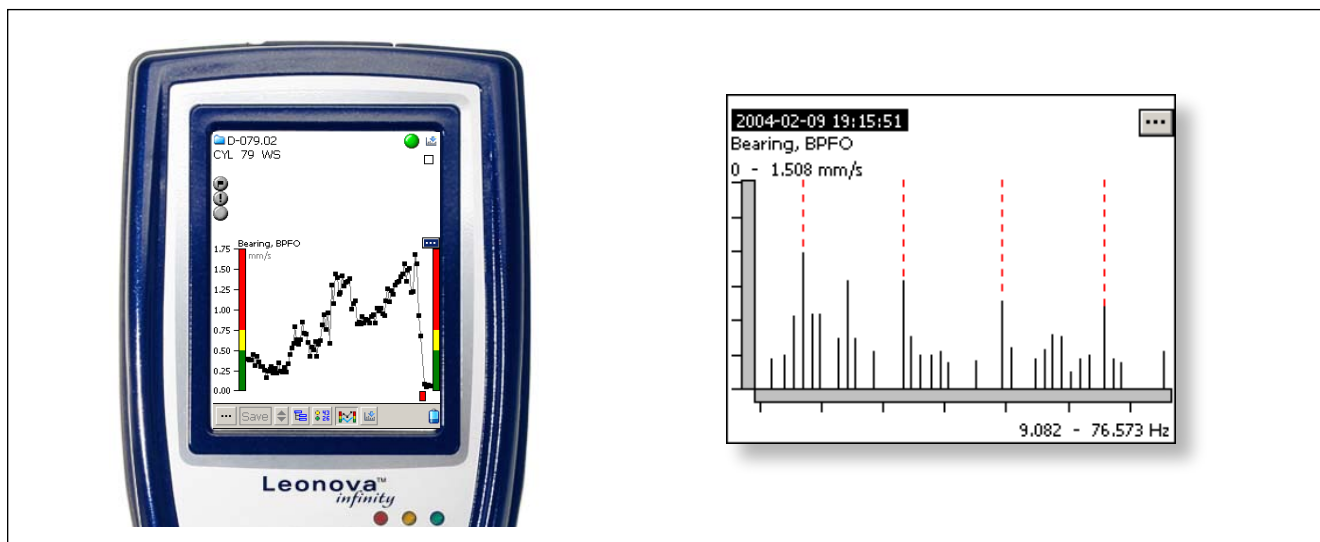 D-079.02
CYL 79 WS
Bearing, BPFO
mm/s
1.75
1.50
1.25
1.00
0.75
0.50
0.25
0.00
Save
Leonova™
infinity
2004-02-09 19:15:51
Bearing, BPFO
0 - 1.508 mm/s
9.082 - 76.573 Hz